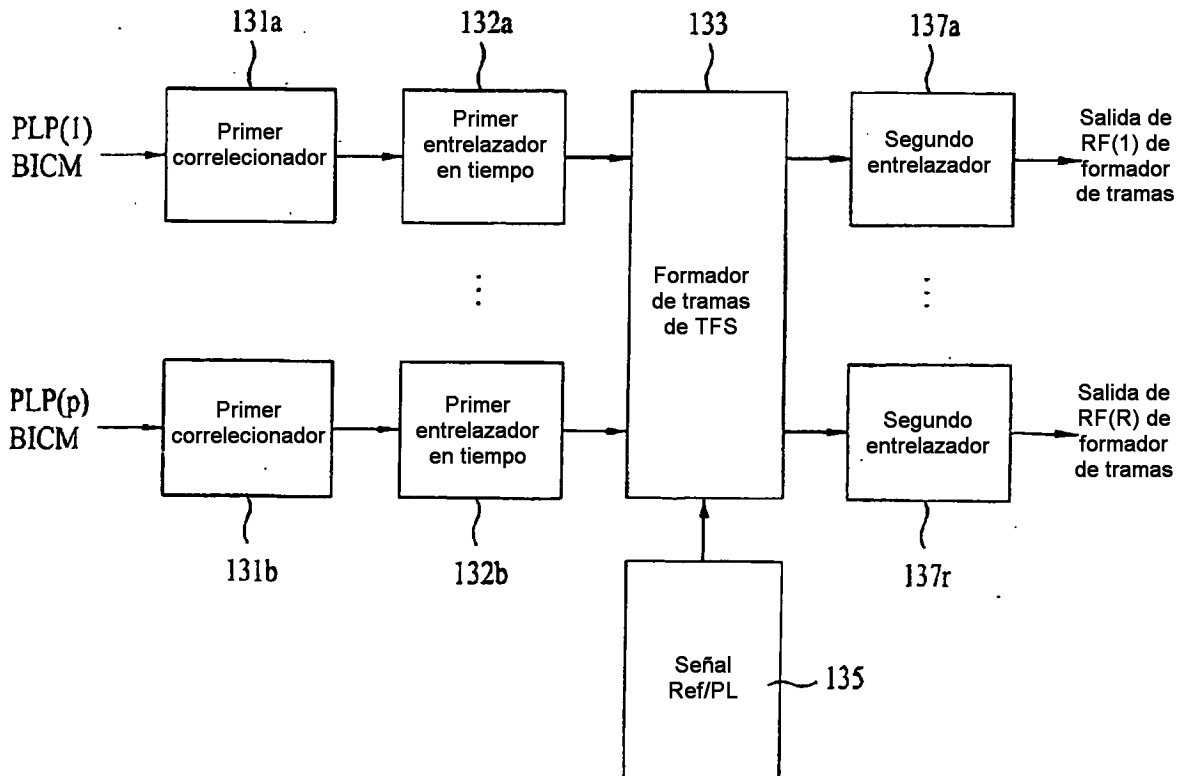 131a
132a
133
137a
PLP(1)
BICM
Primer
correlecionador
Primer
entrelazador
en tiempo
Segundo
entrelazador
Salida de
RF(1) de
formador
de tramas
Formador
de tramas
de TFS
PLP(p)
BICM
Primer
correlecionador
Primer
entrelazador
en tiempo
Segundo
entrelazador
Salida de
RF(R) de
formador
de tramas
131b
132b
137r
Señal
Ref/PL
135